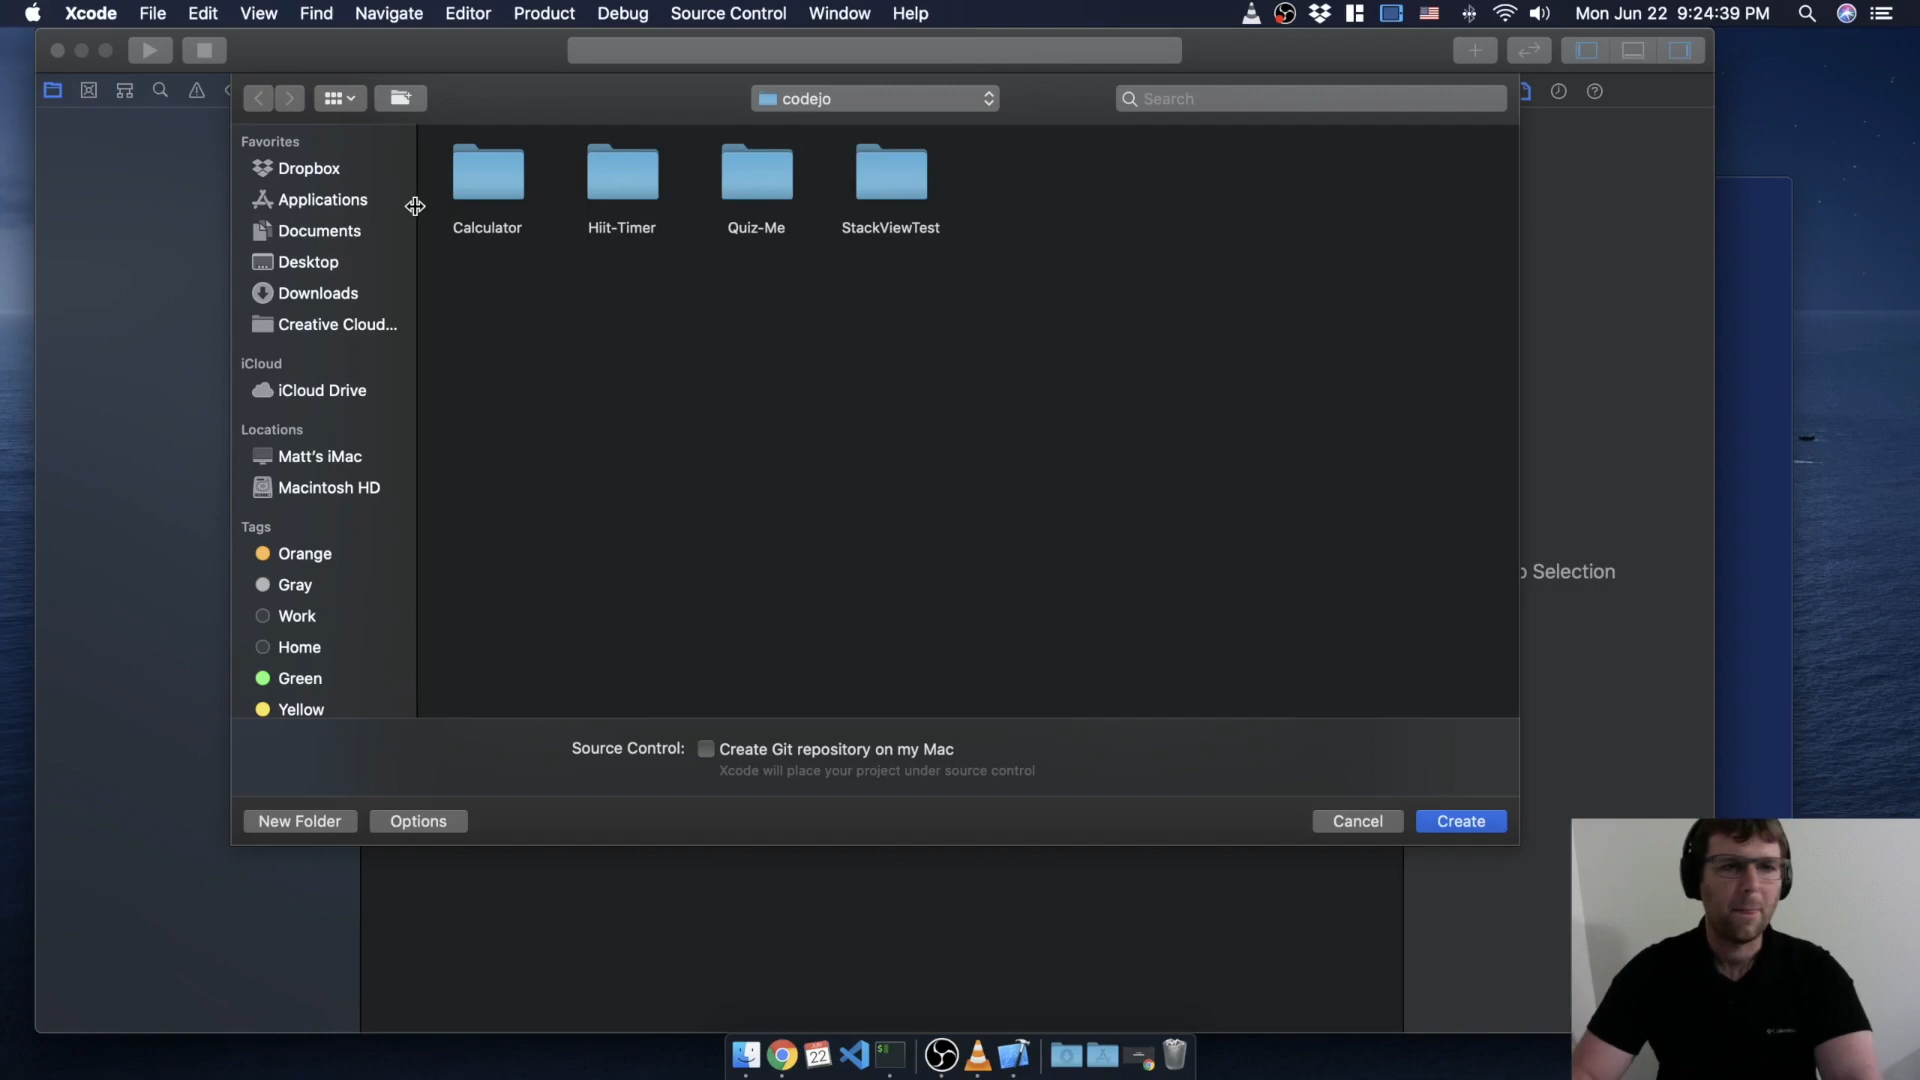 Xcode File Edit View Find Navigate Editor Product Debug Source Control Window Help Mon Jun 22 9:24:39 PM
codejo
Search
Favorites
Dropbox
Applications
Documents
Desktop
Downloads
Creative Cloud...
iCloud
iCloud Drive
Locations
Matt's iMac
Macintosh HD
Tags
Orange
Gray
Work
Home
Green
Yellow
Calculator Hiit-Timer Quiz-Me StackViewTest
Selection
Source Control: Create Git repository on my Mac
Xcode will place your project under source control
New Folder Options Cancel Create
Columbia
22